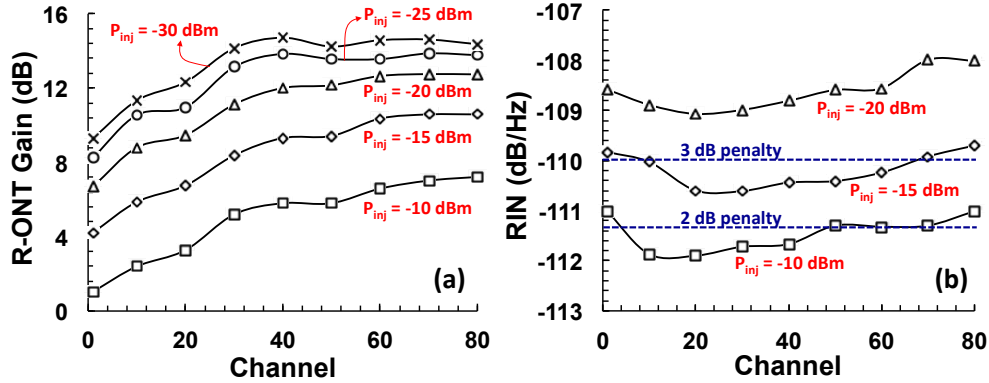 R-ONT Gain (dB)
16
12
8
4
0
P_inj = -30 dBm
P_inj = -25 dBm
P_inj = -20 dBm
P_inj = -15 dBm
P_inj = -10 dBm
(a)
0 20 40 60 80
Channel
RIN (dB/Hz)
-107
-108
-109
-110
-111
-112
-113
P_inj = -20 dBm
3 dB penalty
P_inj = -15 dBm
2 dB penalty
P_inj = -10 dBm
(b)
0 20 40 60 80
Channel